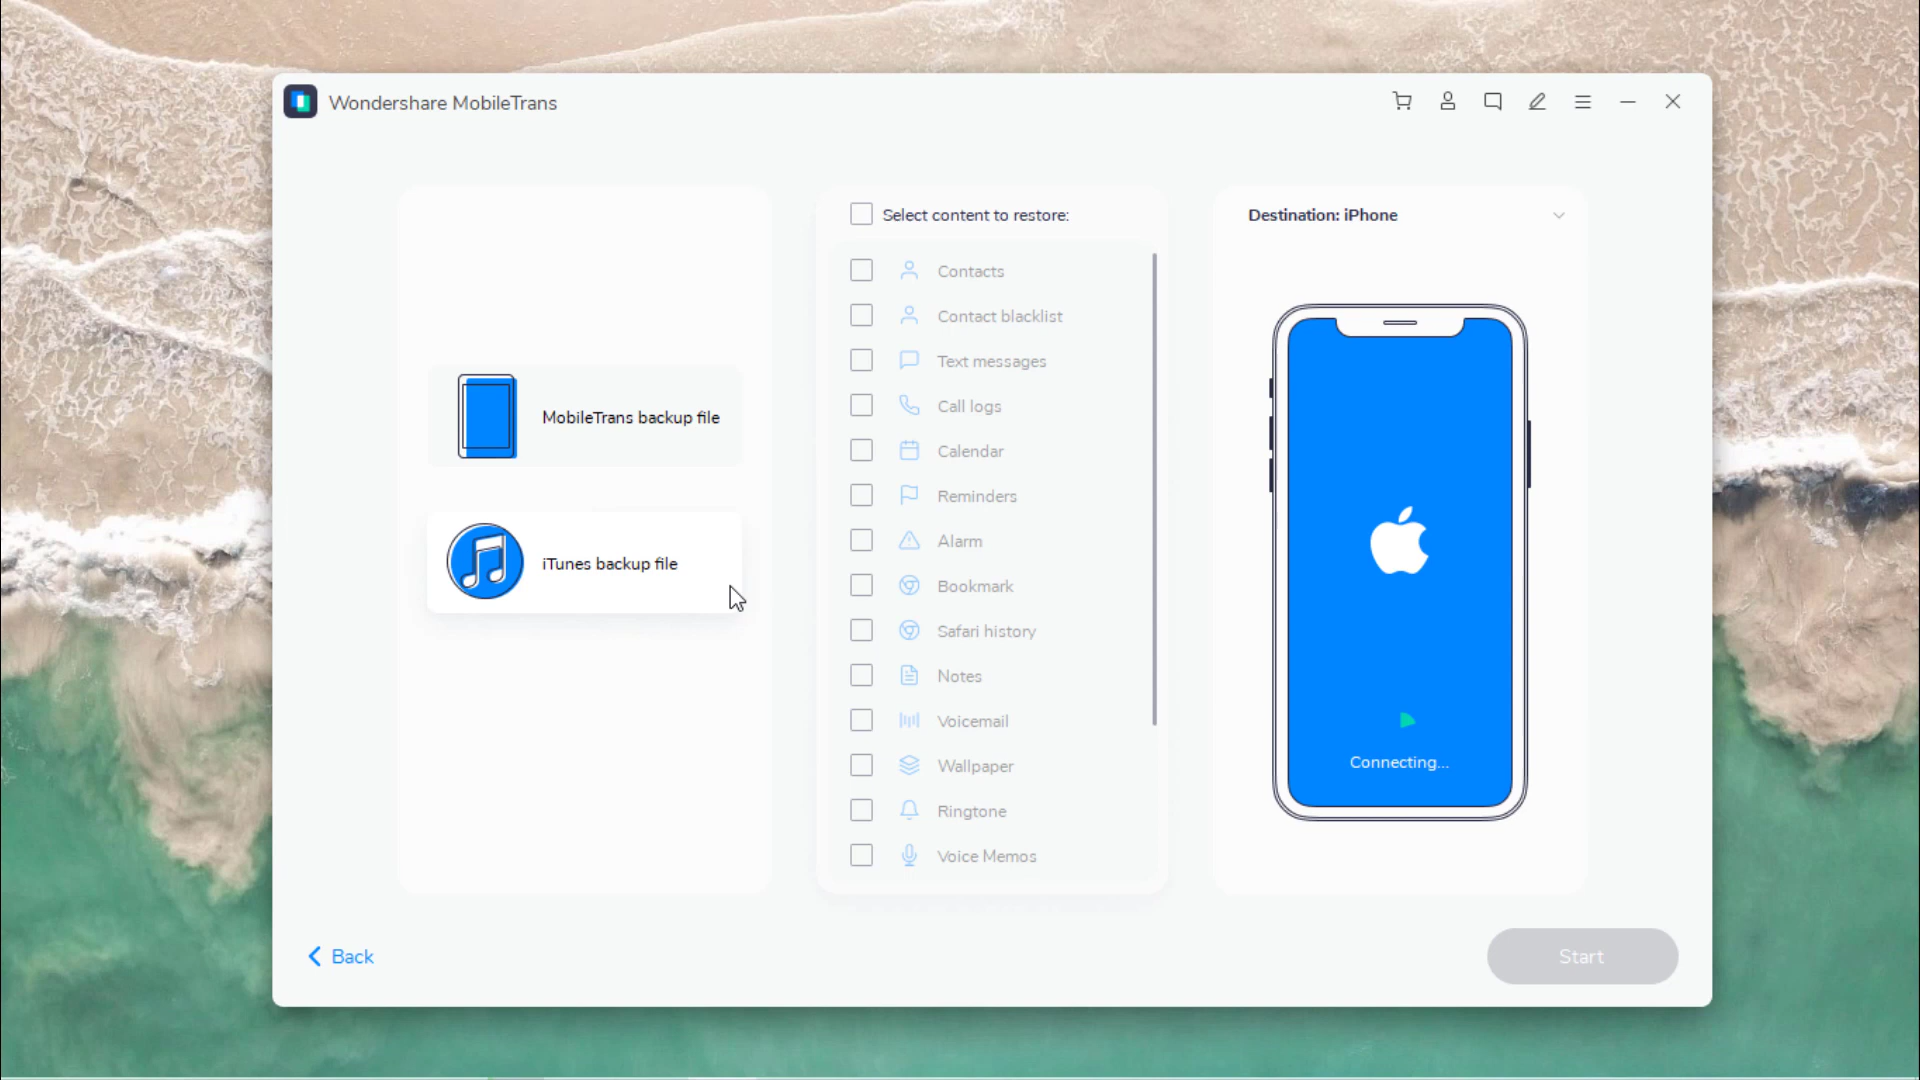 Wondershare MobileTrans
MobileTrans backup file
iTunes backup file
Select content to restore:
Contacts
Contact blacklist
Text messages
Call logs
Calendar
Reminders
Alarm
Bookmark
Safari history
Notes
Voicemail
Wallpaper
Ringtone
Voice Memos
Destination: iPhone
Connecting...
Back
Start